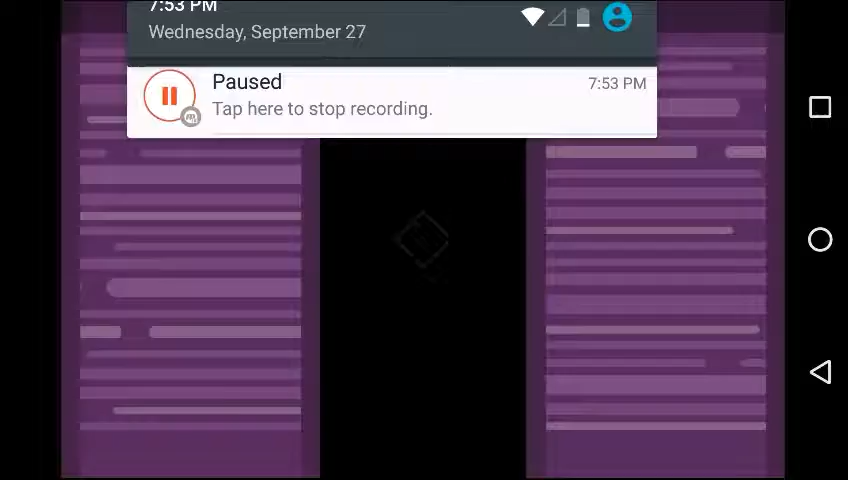 7:53 PM
Wednesday, September 27
Paused
7:53 PM
Tap here to stop recording.